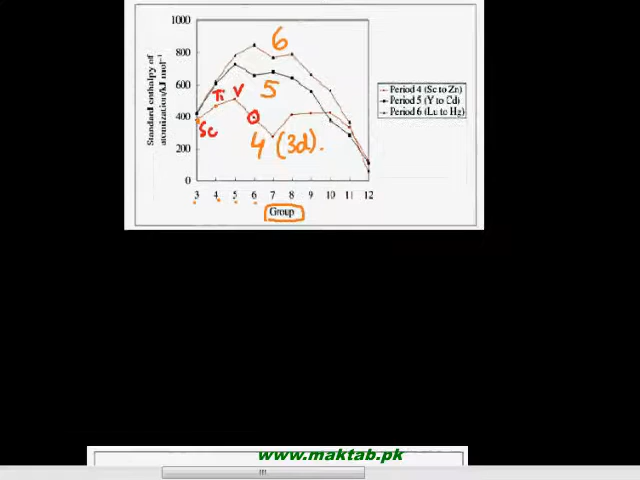 1000
800
600
400
200
0
Standard enthalpy of
atomization/kJ mol⁻¹
6
5
4 (3d).
Sc
Ti
V
3 4 5 6 7 8 9 10 11 12
Group
Period 4 (Sc to Zn)
Period 5 (Y to Cd)
Period 6 (Lu to Hg)
www.maktab.pk